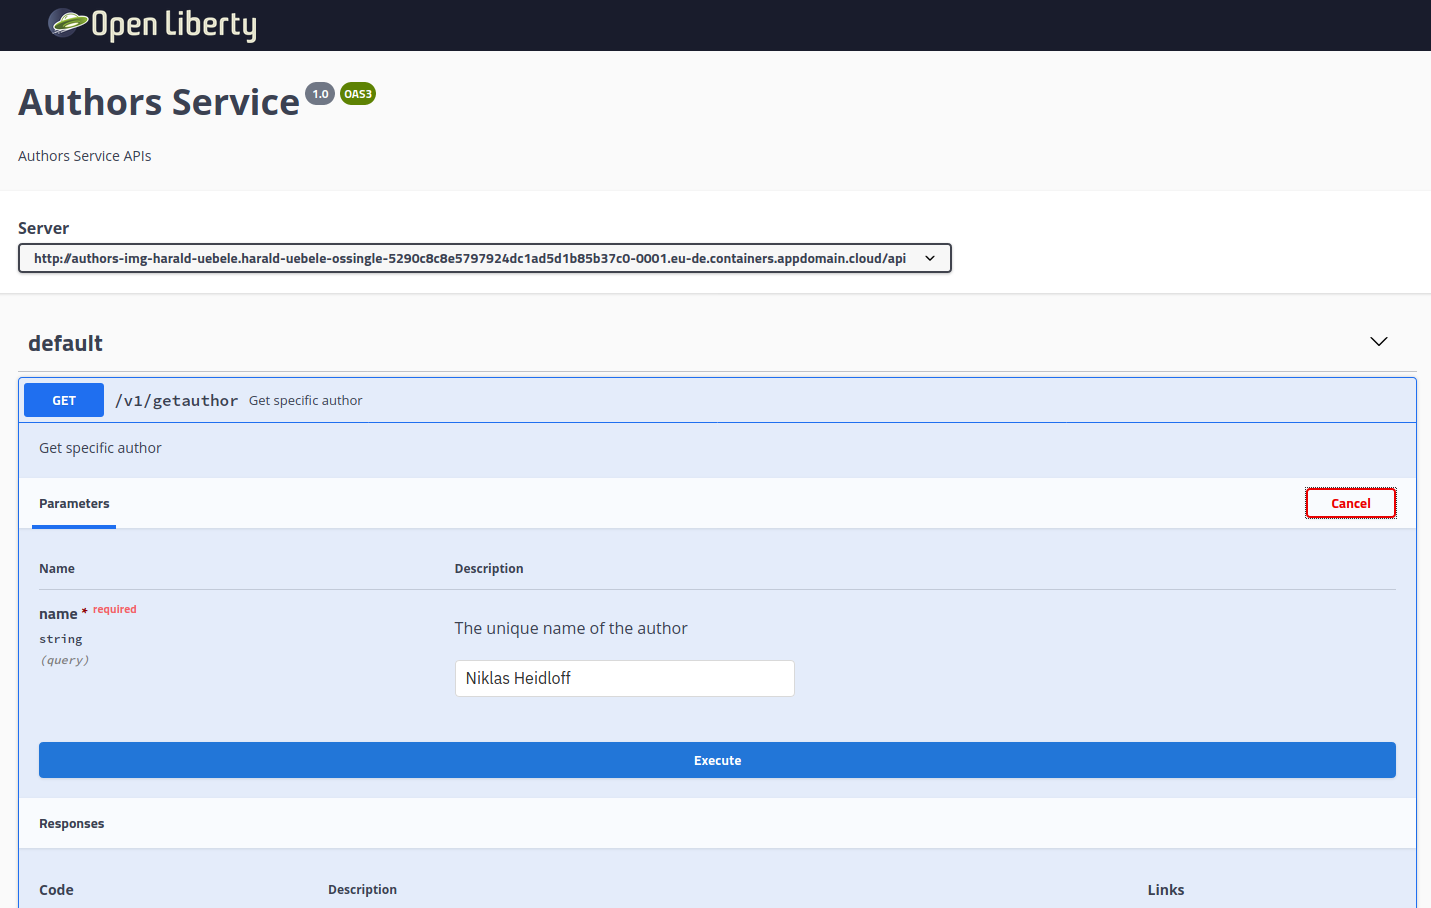 Open Liberty
Authors Service 1.0 OAS3
Authors Service APIs
Server
http://authors-img-harald-uebele.harald-uebele-ossingle-5290c8c8e5797924dc1ad5d1b85b37c0-0001.eu-de.containers.appdomain.cloud/api
default
GET /v1/getauthor Get specific author
Get specific author
Parameters Cancel
Name Description
name * required
string
(query)
The unique name of the author
Niklas Heidloff
Execute
Responses
Code Description Links